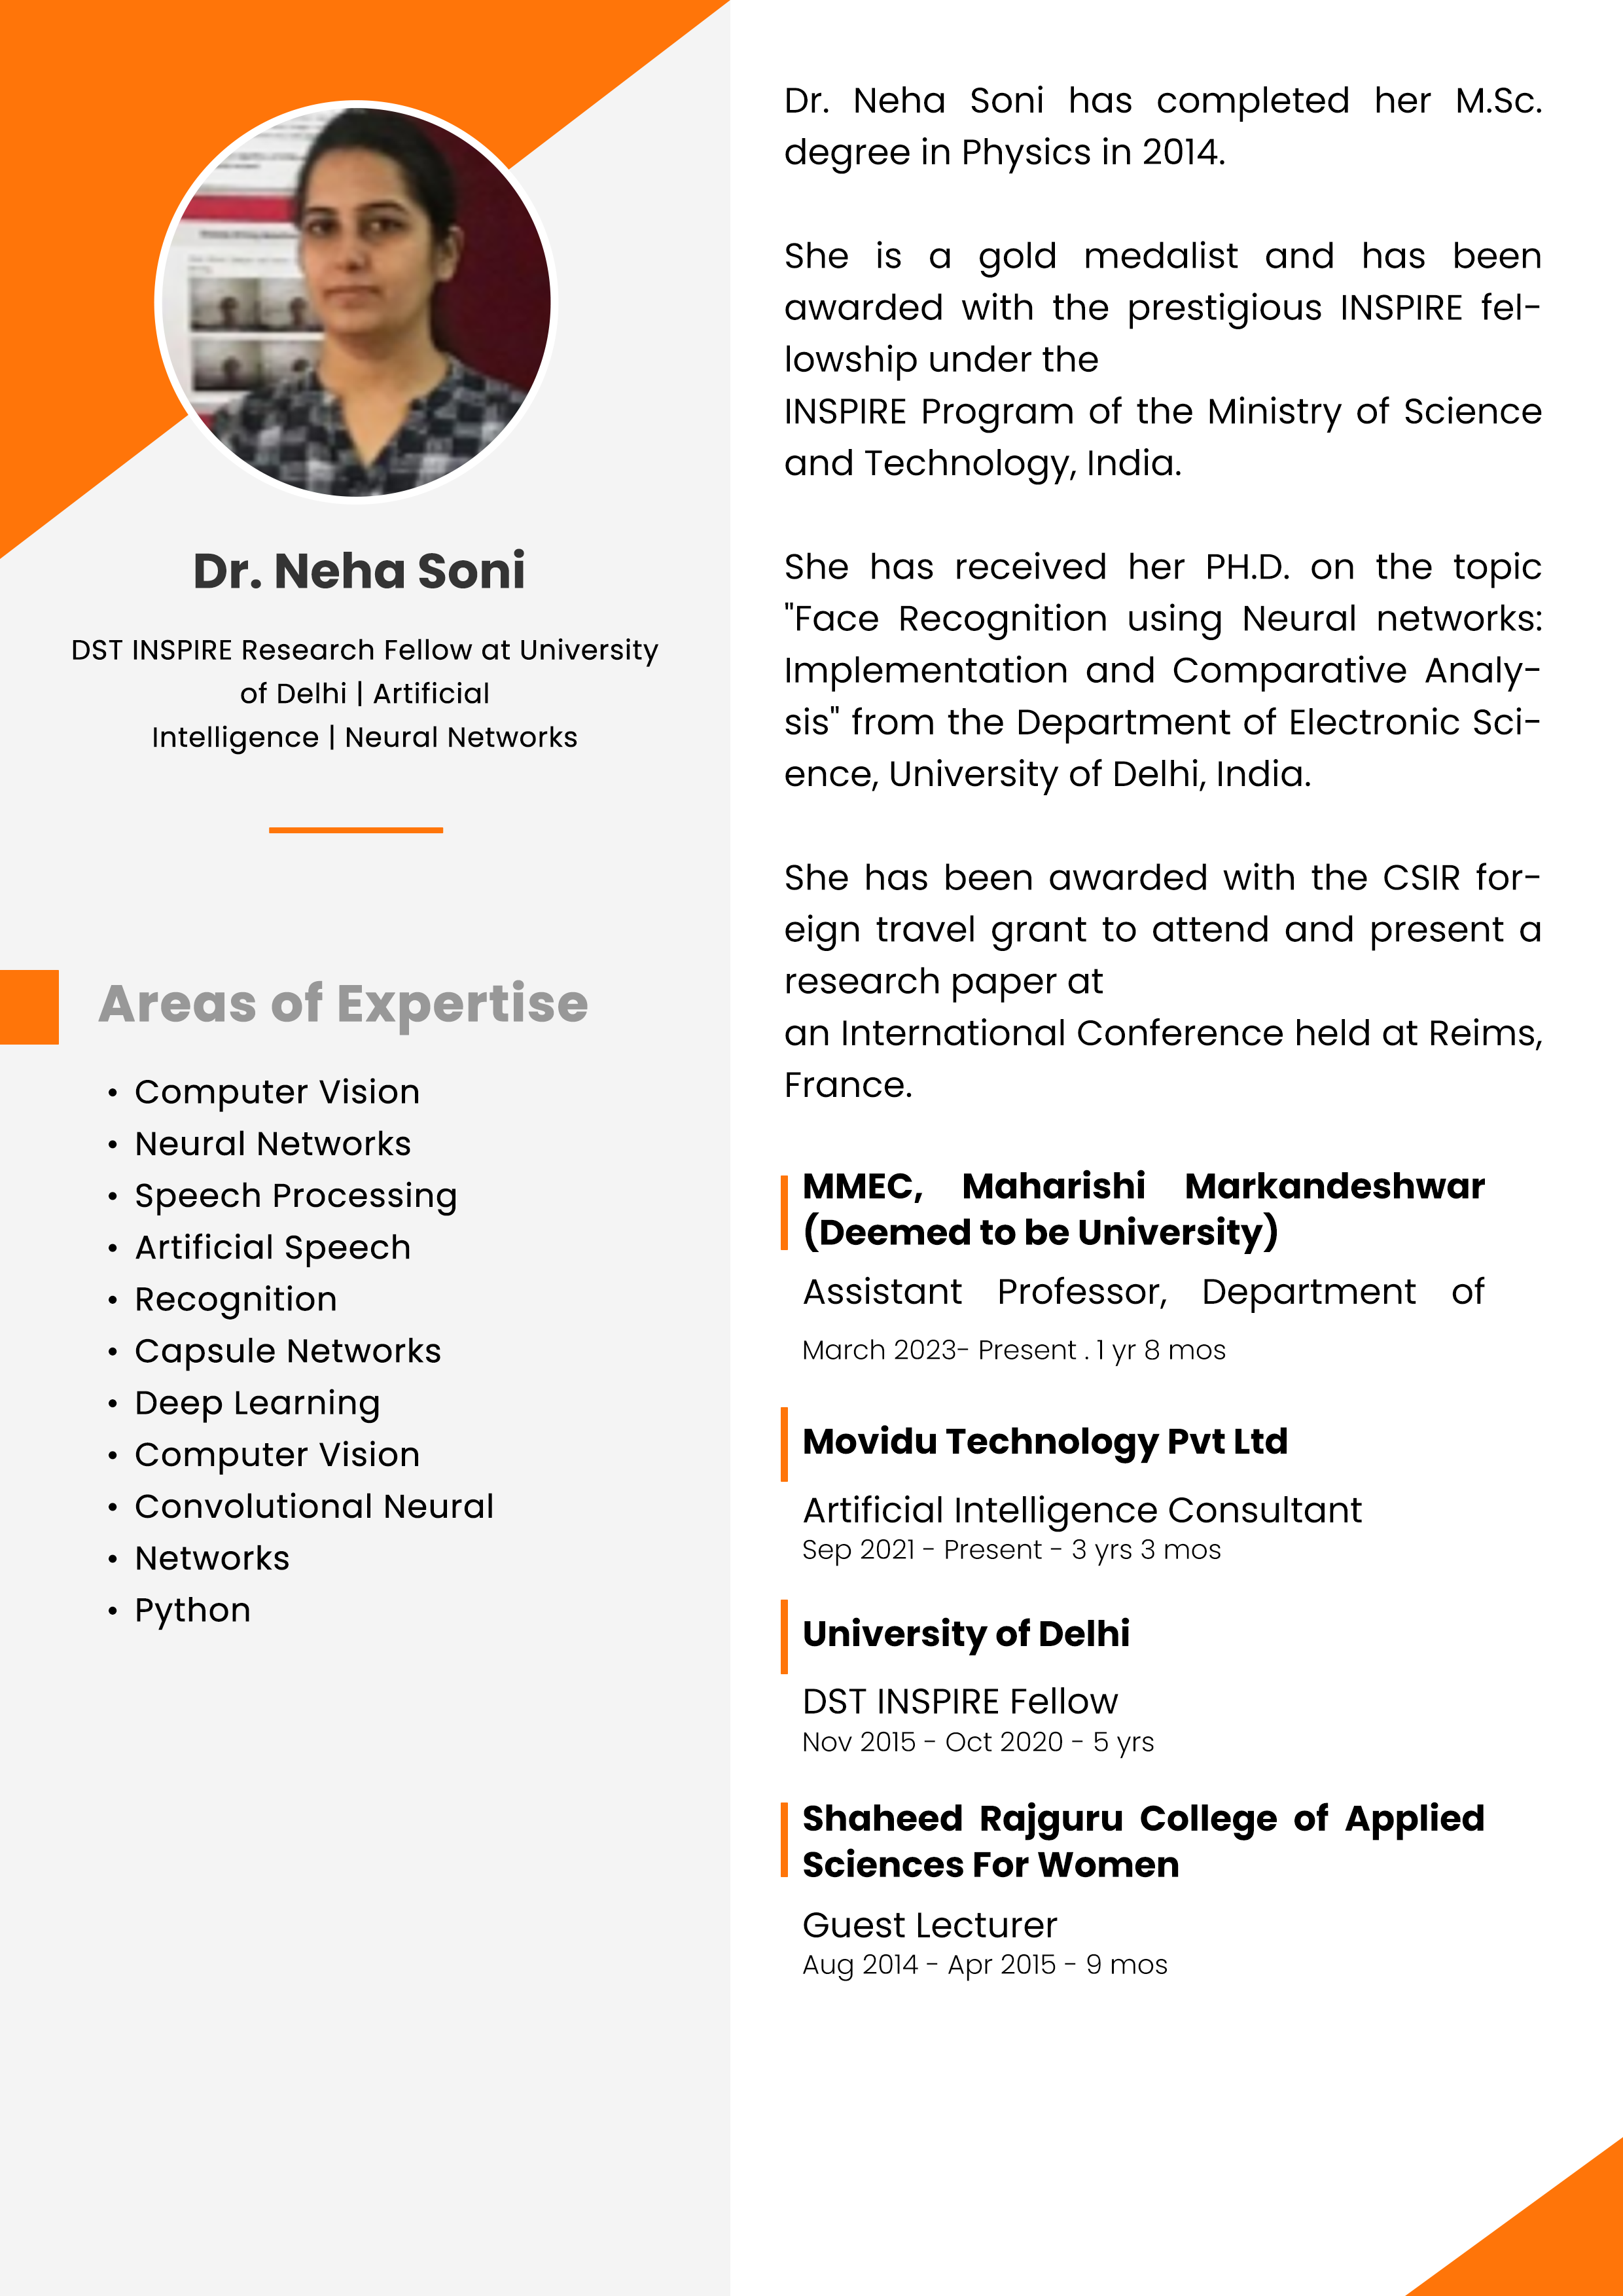 Dr. Neha Soni
DST INSPIRE Research Fellow at University
of Delhi | Artificial
Intelligence | Neural Networks
Areas of Expertise
• Computer Vision
• Neural Networks
• Speech Processing
• Artificial Speech
• Recognition
• Capsule Networks
• Deep Learning
• Computer Vision
• Convolutional Neural
• Networks
• Python
Dr. Neha Soni has completed her M.Sc.
degree in Physics in 2014.
She is a gold medalist and has been
awarded with the prestigious INSPIRE fel-
lowship under the
INSPIRE Program of the Ministry of Science
and Technology, India.
She has received her PH.D. on the topic
"Face Recognition using Neural networks:
Implementation and Comparative Analy-
sis" from the Department of Electronic Sci-
ence, University of Delhi, India.
She has been awarded with the CSIR for-
eign travel grant to attend and present a
research paper at
an International Conference held at Reims,
France.
MMEC, Maharishi Markandeshwar
(Deemed to be University)
Assistant Professor, Department of
March 2023- Present . 1 yr 8 mos
Movidu Technology Pvt Ltd
Artificial Intelligence Consultant
Sep 2021 - Present - 3 yrs 3 mos
University of Delhi
DST INSPIRE Fellow
Nov 2015 - Oct 2020 - 5 yrs
Shaheed Rajguru College of Applied
Sciences For Women
Guest Lecturer
Aug 2014 - Apr 2015 - 9 mos